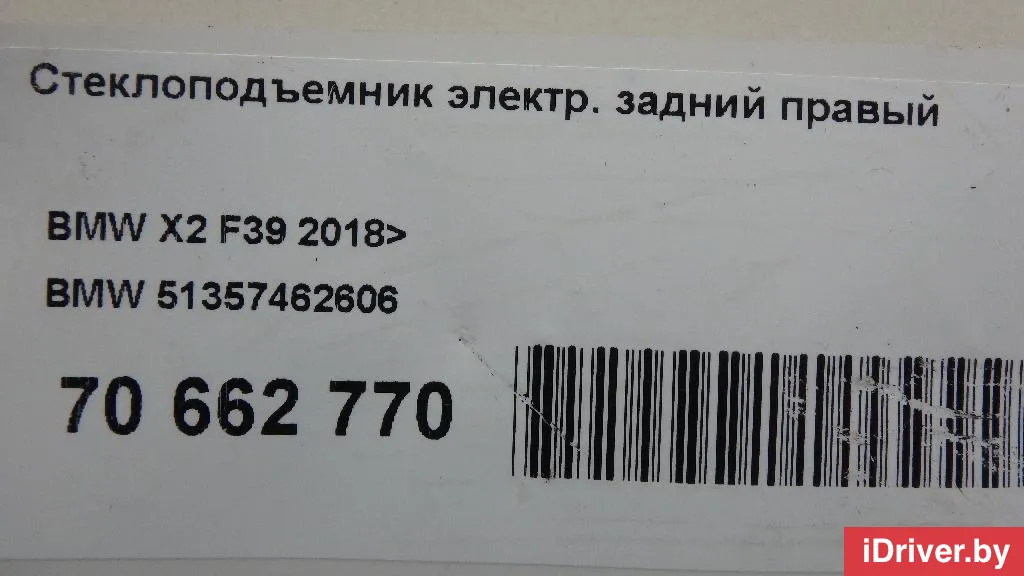 Стеклоподъемник электр. задний правый
BMW X2 F39 2018>
BMW 51357462606
70 662 770
iDriver.by